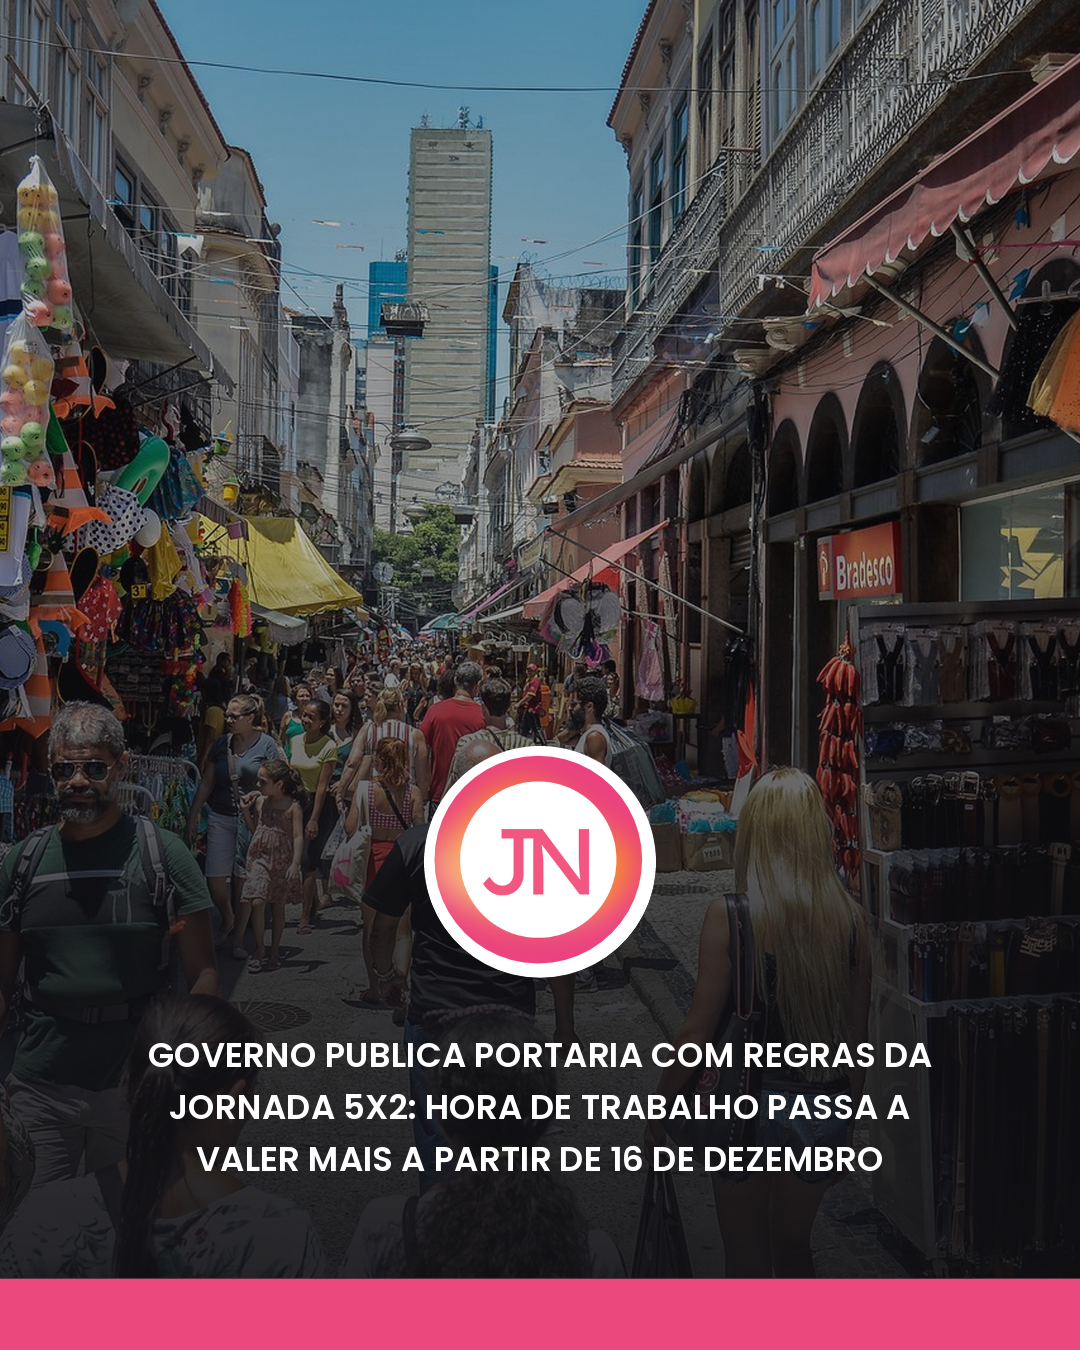 Bradesco
JN
GOVERNO PUBLICA PORTARIA COM REGRAS DA
JORNADA 5X2: HORA DE TRABALHO PASSA A
VALER MAIS A PARTIR DE 16 DE DEZEMBRO